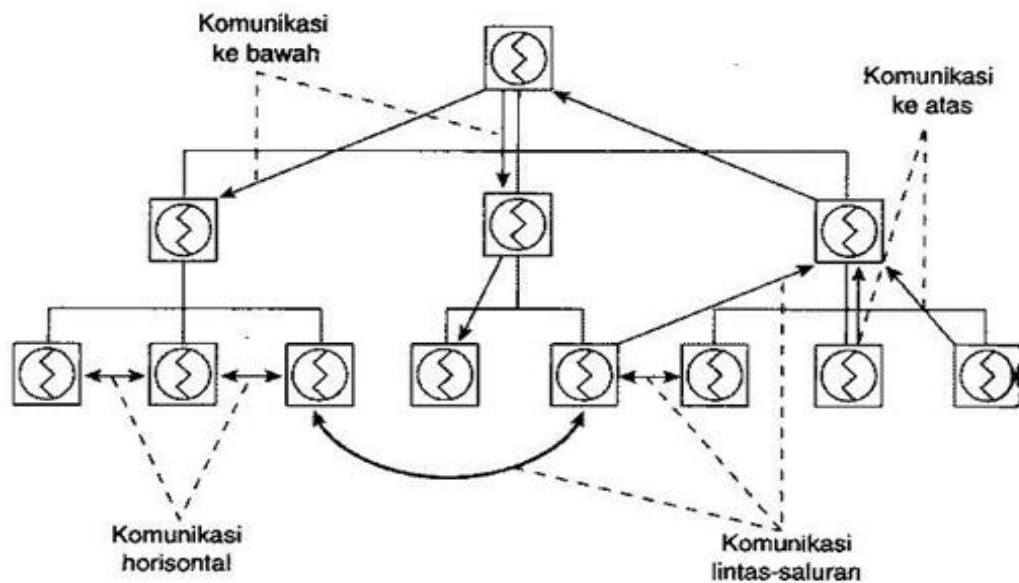 Komunikasi
ke bawah
Komunikasi
ke atas
Komunikasi
horisontal
Komunikasi
lintas-saluran